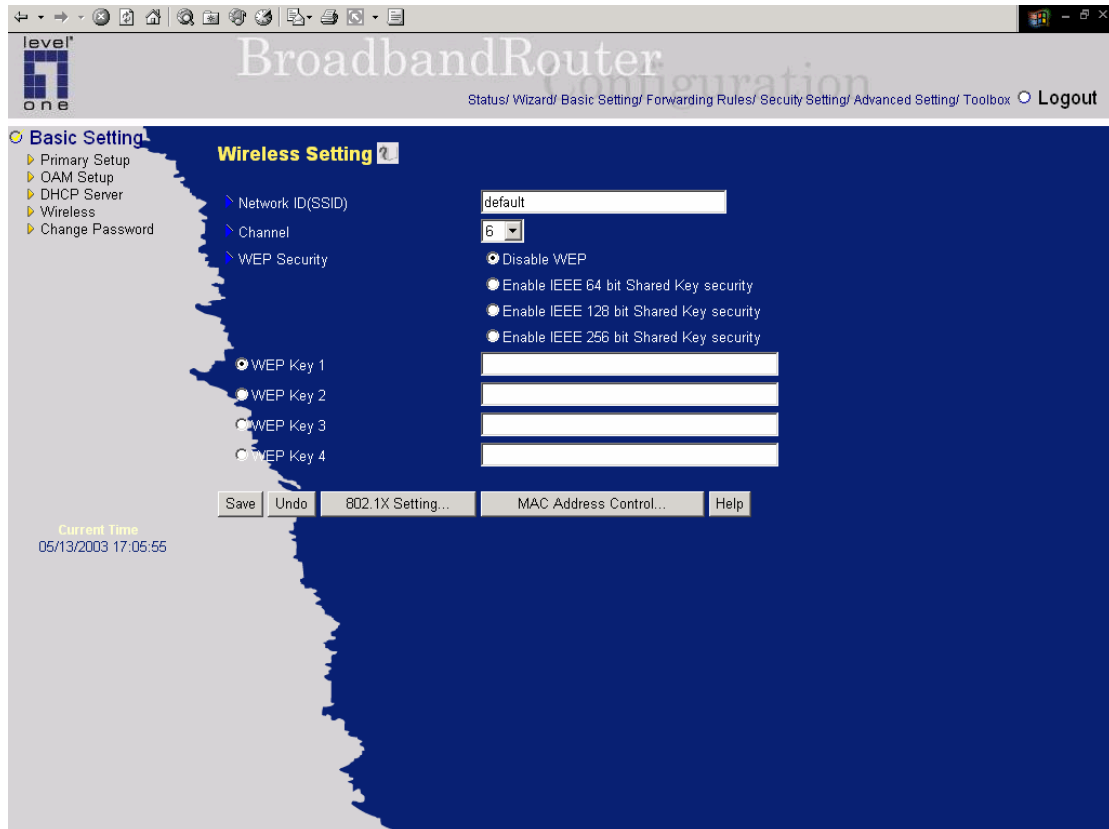 level
one
BroadbandRouter
Configuration
Status/ Wizard/ Basic Setting/ Forwarding Rules/ Secuity Setting/ Advanced Setting/ Toolbox Logout
Basic Setting
Primary Setup
OAM Setup
DHCP Server
Wireless
Change Password
Current Time
05/13/2003 17:05:55
Wireless Setting
Network ID(SSID) default
Channel 6
WEP Security Disable WEP
Enable IEEE 64 bit Shared Key security
Enable IEEE 128 bit Shared Key security
Enable IEEE 256 bit Shared Key security
WEP Key 1
WEP Key 2
WEP Key 3
WEP Key 4
Save Undo 802.1X Setting... MAC Address Control... Help